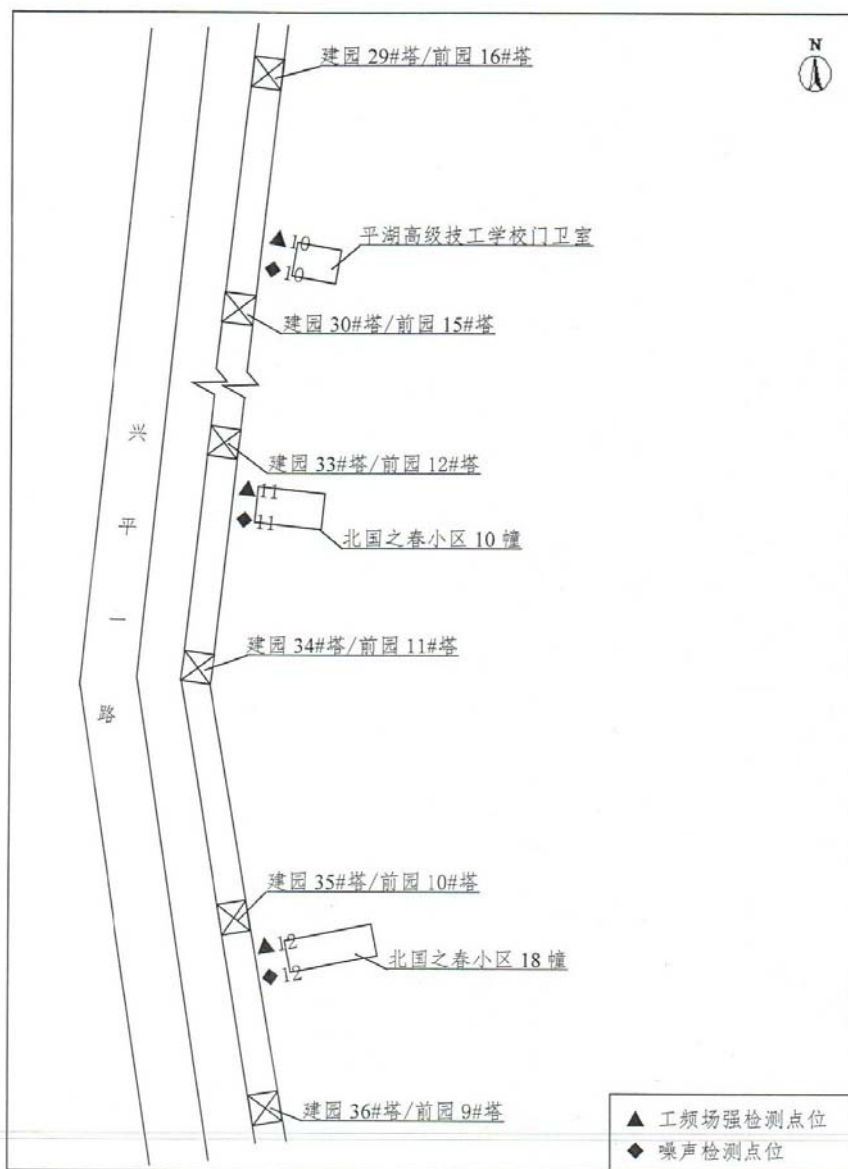 N
建园 29#塔/前园 16#塔
▲10
平湖高级技工学校门卫室
◆10
建园 30#塔/前园 15#塔
兴平一路
建园 33#塔/前园 12#塔
▲11
◆11
北国之春小区 10 幢
建园 34#塔/前园 11#塔
建园 35#塔/前园 10#塔
▲12
北国之春小区 18 幢
◆12
建园 36#塔/前园 9#塔
▲ 工频场强检测点位
◆ 噪声检测点位